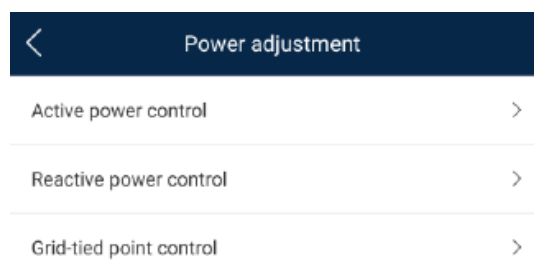 Power adjustment
Active power control
Reactive power control
Grid-tied point control